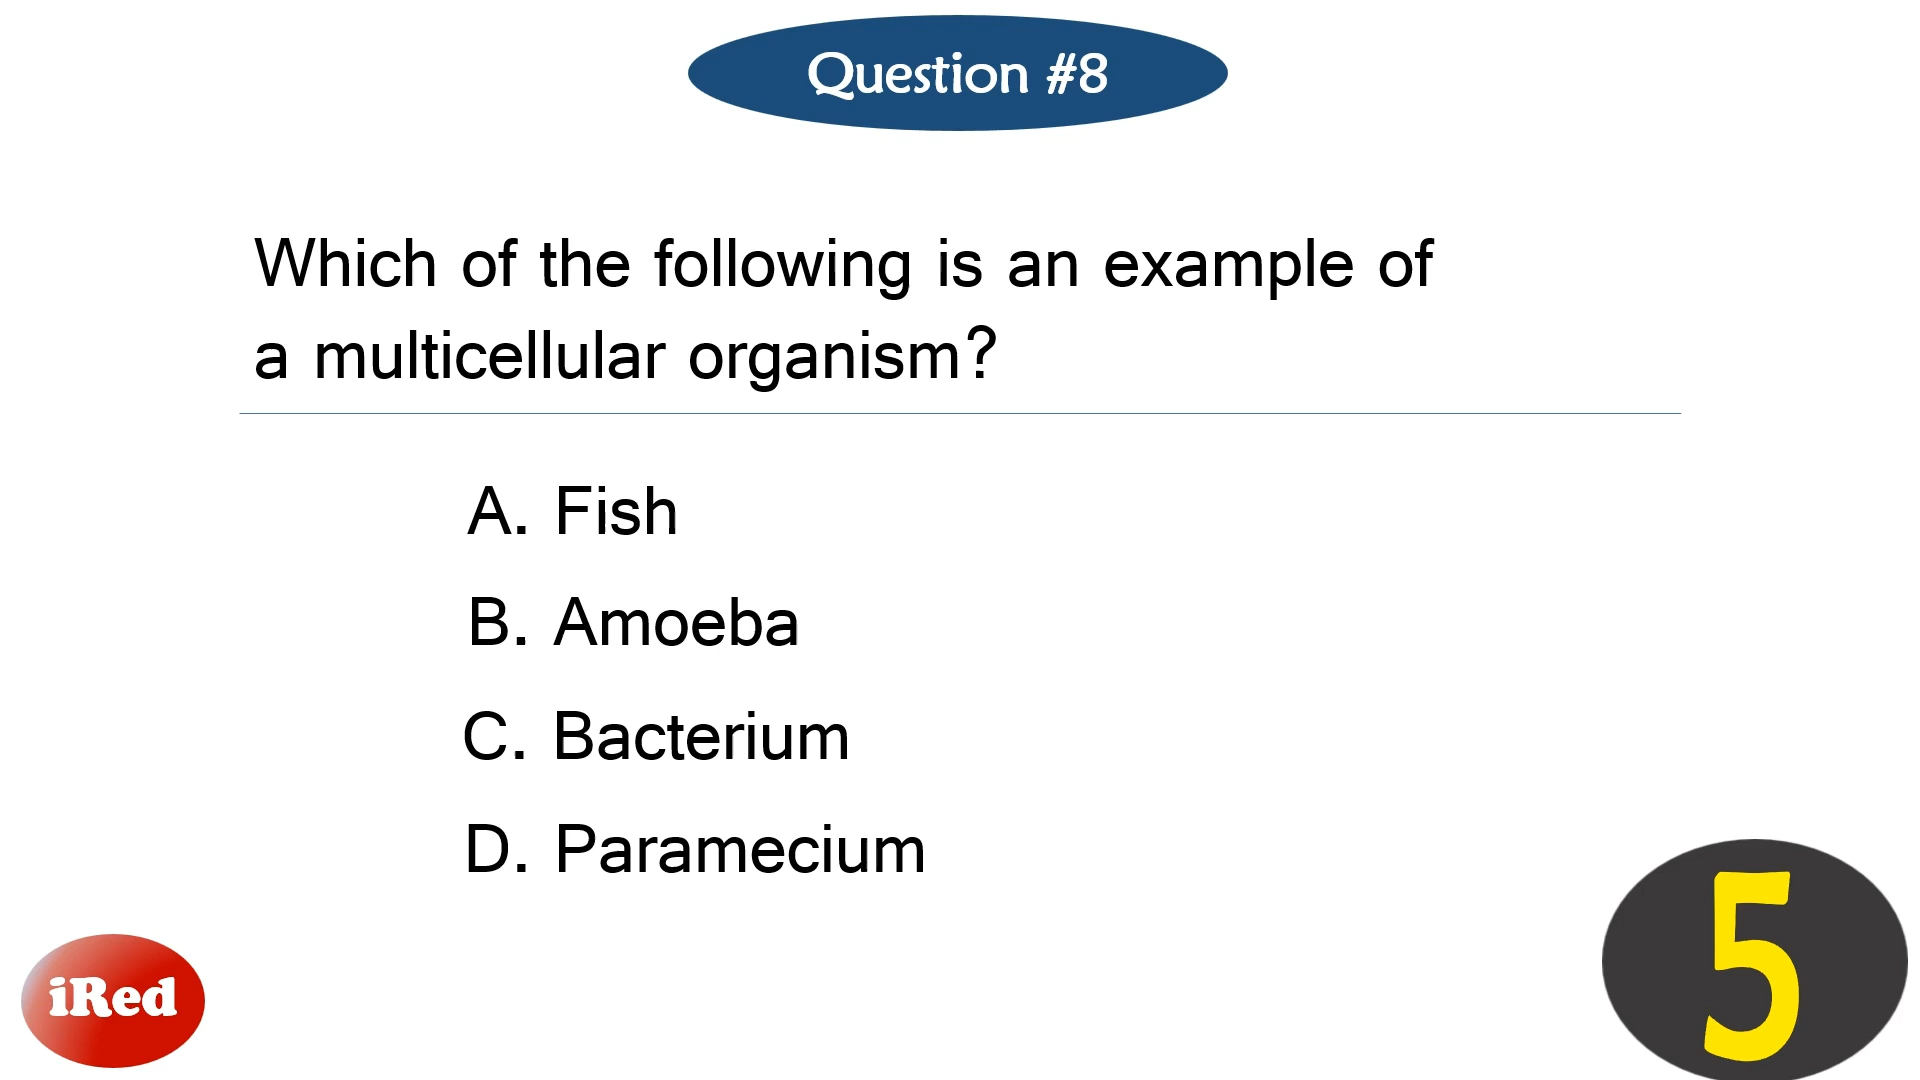 Question #8
Which of the following is an example of
a multicellular organism?
A. Fish
B. Amoeba
C. Bacterium
D. Paramecium
iRed
5